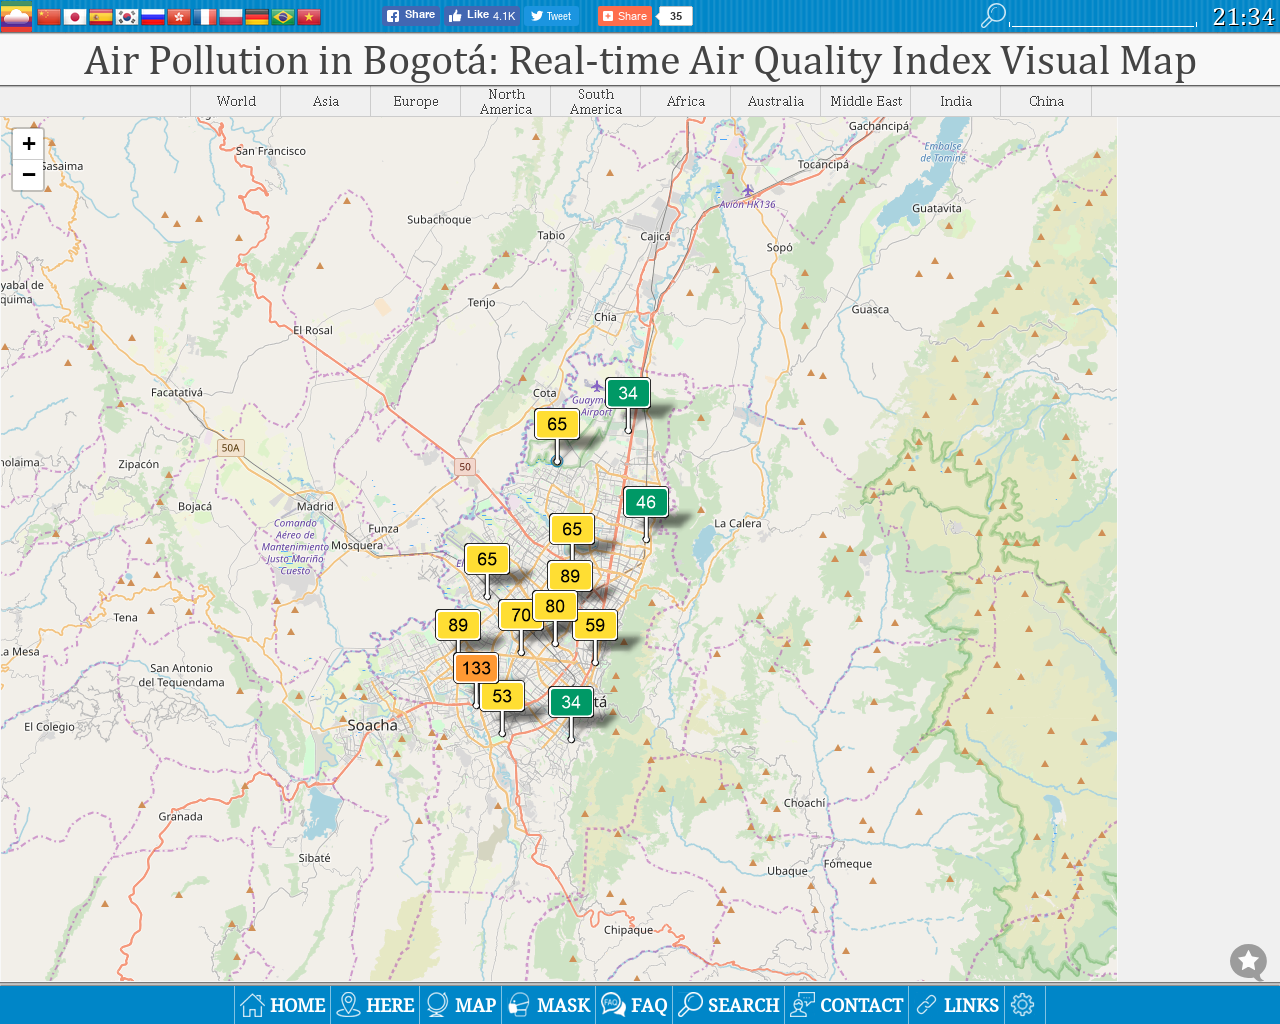 Share
Like 4.1K
Tweet
Share
35
21:34
Air Pollution in Bogotá: Real-time Air Quality Index Visual Map
World
Asia
Europe
North
America
South
America
Africa
Australia
Middle East
India
China
+
−
Gachancipá
San Francisco
Embalse
de Tominé
Sasaima
Tocancipá
Avión HK136
Guatavita
Subachoque
Tabio
Cajicá
Sopó
yabal de
quima
Tenjo
Guasca
Chía
El Rosal
Facatativá
Cota
34
Guaym
Airport
65
50A
Zipacón
50
nolaima
Bojacá
Madrid
46
Comando
Aéreo de
Mantenimiento
Justo Mariño
Cuesto
Funza
65
La Calera
Mosquera
65
El
89
80
70
59
Tena
89
La Mesa
San Antonio
del Tequendama
133
53
34
tá
El Colegio
Soacha
Choachí
Granada
Sibaté
Ubaque
Fómeque
Chipaque
HOME
HERE
MAP
MASK
FAQ
FAQ
SEARCH
CONTACT
LINKS